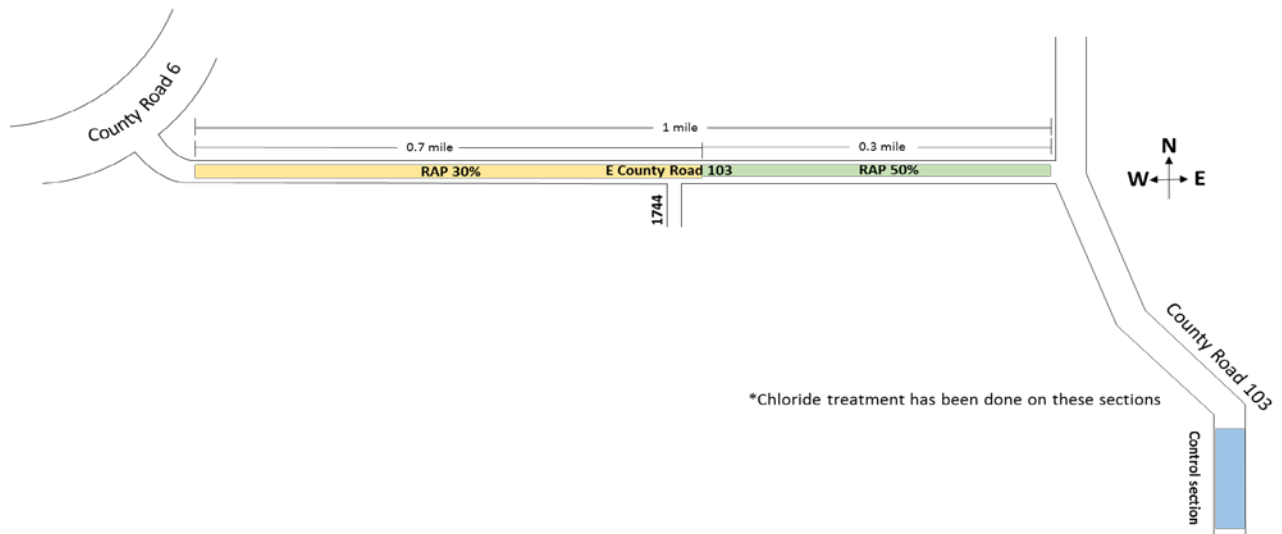 County Road 6
1 mile
0.7 mile
0.3 mile
RAP 30%
E County Road 103
RAP 50%
1744
N
W
E
County Road 103
*Chloride treatment has been done on these sections
Control section